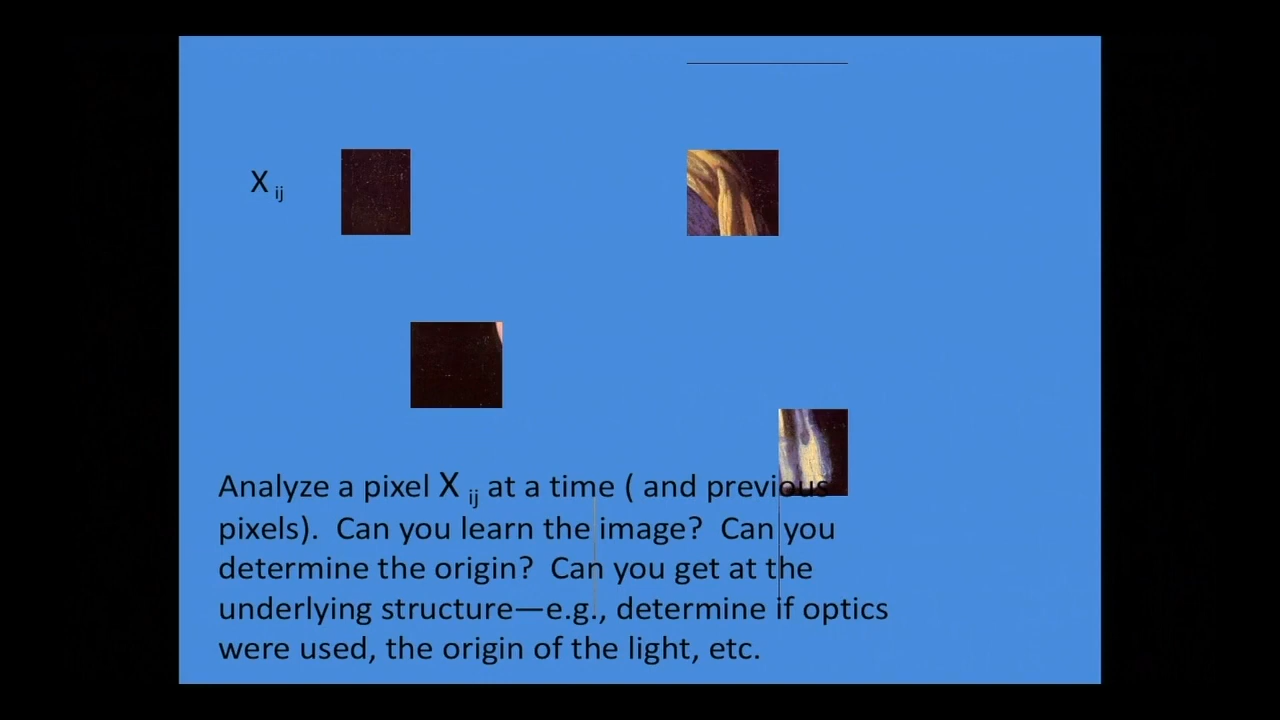 X ij
Analyze a pixel X ij at a time ( and previous
pixels). Can you learn the image? Can you
determine the origin? Can you get at the
underlying structure—e.g., determine if optics
were used, the origin of the light, etc.